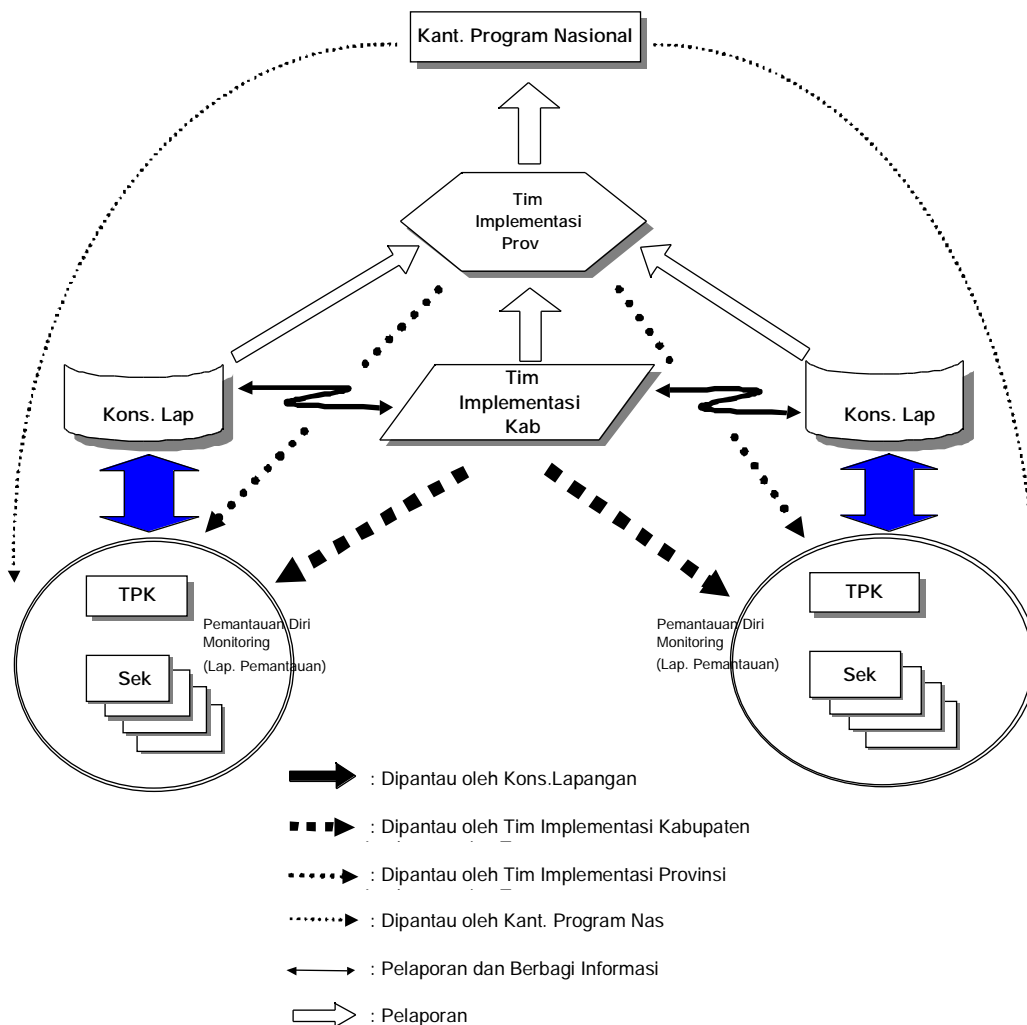 Kant. Program Nasional
Tim
Implementasi
Prov
Kons. Lap
Tim
Implementasi
Kab
Kons. Lap
TPK
Pemantauan Diri
Monitoring
(Lap. Pemantauan)
Sek
Pemantauan Diri
Monitoring
(Lap. Pemantauan)
TPK
Sek
: Dipantau oleh Kons.Lapangan
: Dipantau oleh Tim Implementasi Kabupaten
: Dipantau oleh Tim Implementasi Provinsi
: Dipantau oleh Kant. Program Nas
: Pelaporan dan Berbagi Informasi
: Pelaporan